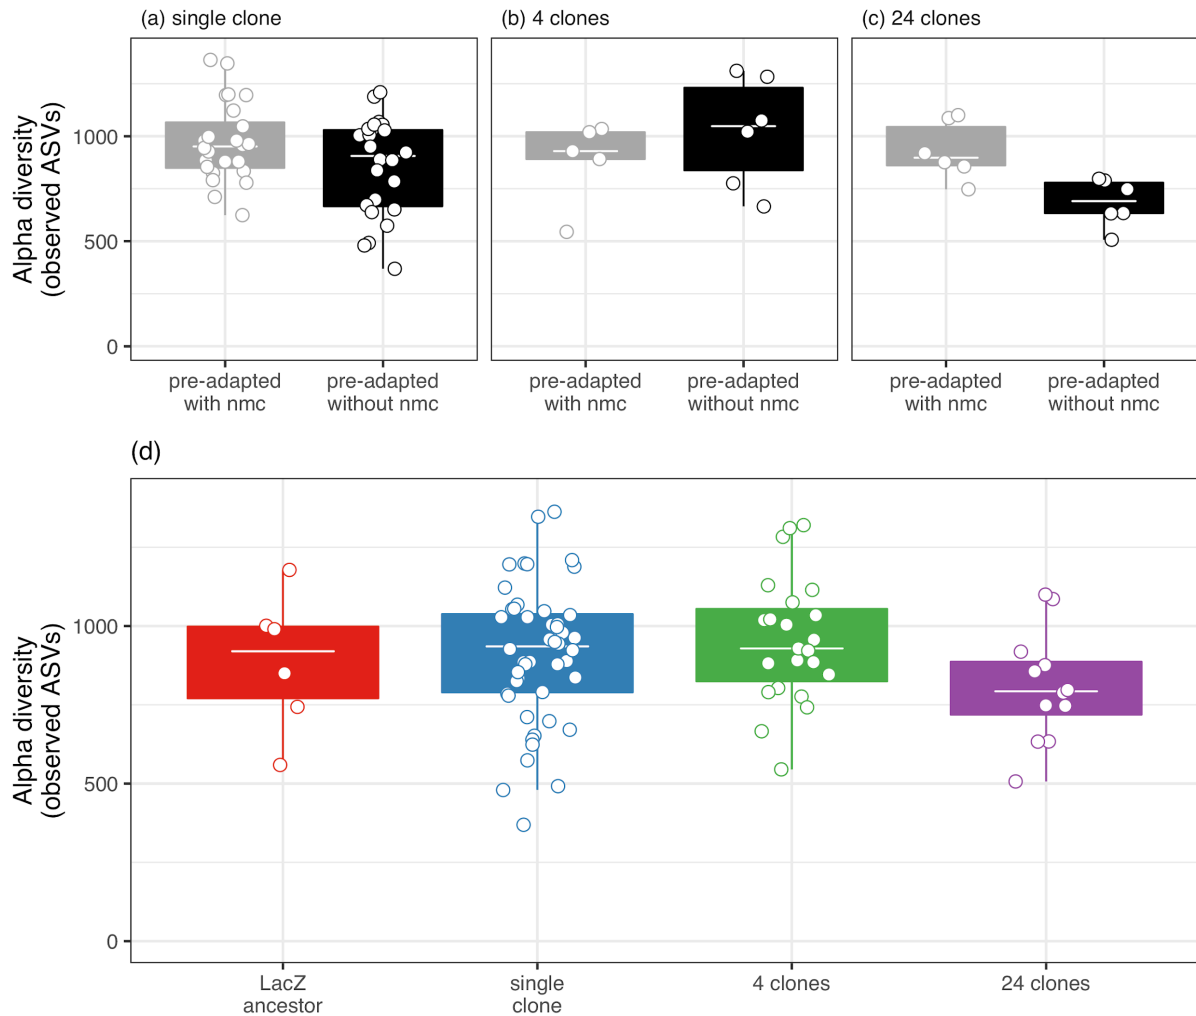 (a) single clone
(b) 4 clones
(c) 24 clones
Alpha diversity
(observed ASVs)
1000
500
0
pre-adapted
with nmc
pre-adapted
without nmc
pre-adapted
with nmc
pre-adapted
without nmc
pre-adapted
with nmc
pre-adapted
without nmc
(d)
Alpha diversity
(observed ASVs)
1000
500
0
LacZ
ancestor
single
clone
4 clones
24 clones